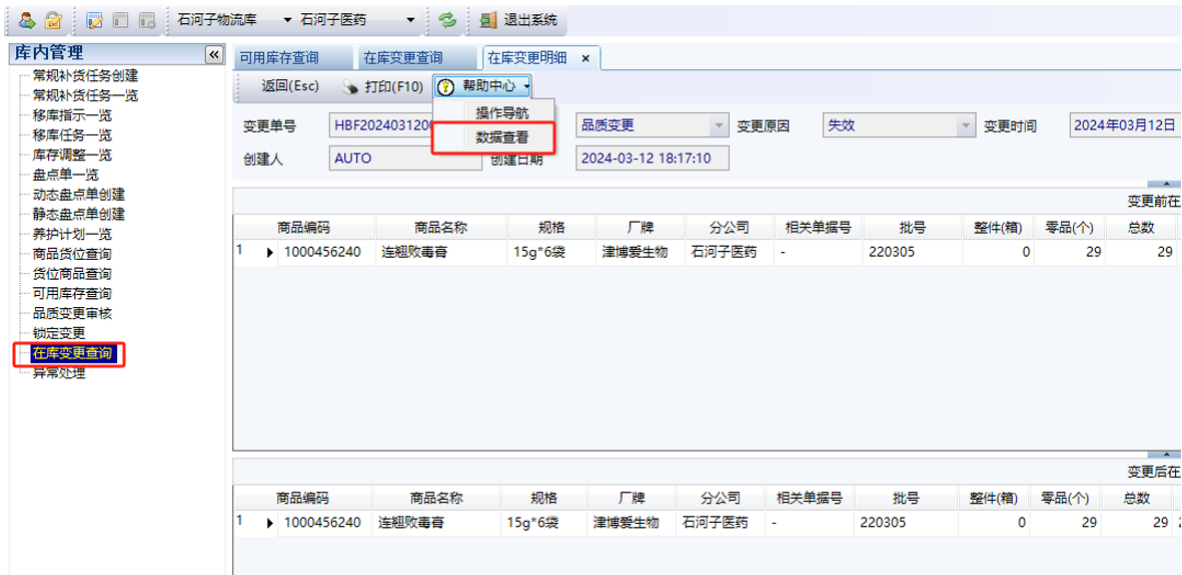 石河子物流库 石河子医药 退出系统
库内管理
常规补货任务创建
常规补货任务一览
移库指示一览
移库任务一览
库存调整一览
盘点单一览
动态盘点单创建
静态盘点单创建
养护计划一览
商品货位查询
货位商品查询
可用库存查询
品质变更审核
锁定变更
在库变更查询
异常处理
可用库存查询 在库变更查询 在库变更明细
返回(Esc) 打印(F10) 帮助中心
操作导航
数据查看
变更单号 HBF2024031200 品质变更 变更原因 失效 变更时间 2024年03月12日
创建人 AUTO 创建日期 2024-03-12 18:17:10
变更前在
商品编码 商品名称 规格 厂牌 分公司 相关单据号 批号 整件(箱) 零品(个) 总数
1 1000456240 连翘败毒膏 15g*6袋 津博爱生物 石河子医药 - 220305 0 29 29
变更后在
商品编码 商品名称 规格 厂牌 分公司 相关单据号 批号 整件(箱) 零品(个) 总数
1 1000456240 连翘败毒膏 15g*6袋 津博爱生物 石河子医药 - 220305 0 29 29